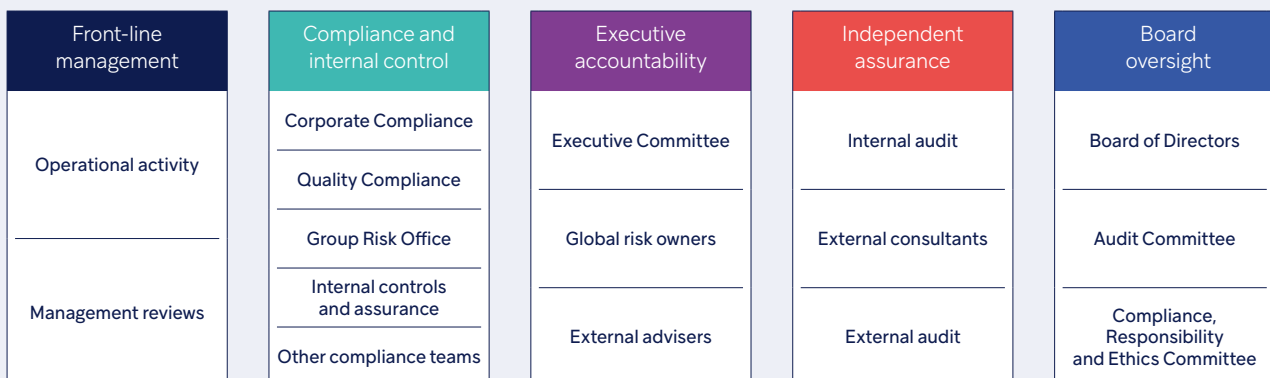 Front-line
management
Operational activity
Management reviews
Compliance and
internal control
Corporate Compliance
Quality Compliance
Group Risk Office
Internal controls
and assurance
Other compliance teams
Executive
accountability
Executive Committee
Global risk owners
External advisers
Independent
assurance
Internal audit
External consultants
External audit
Board
oversight
Board of Directors
Audit Committee
Compliance,
Responsibility
and Ethics Committee